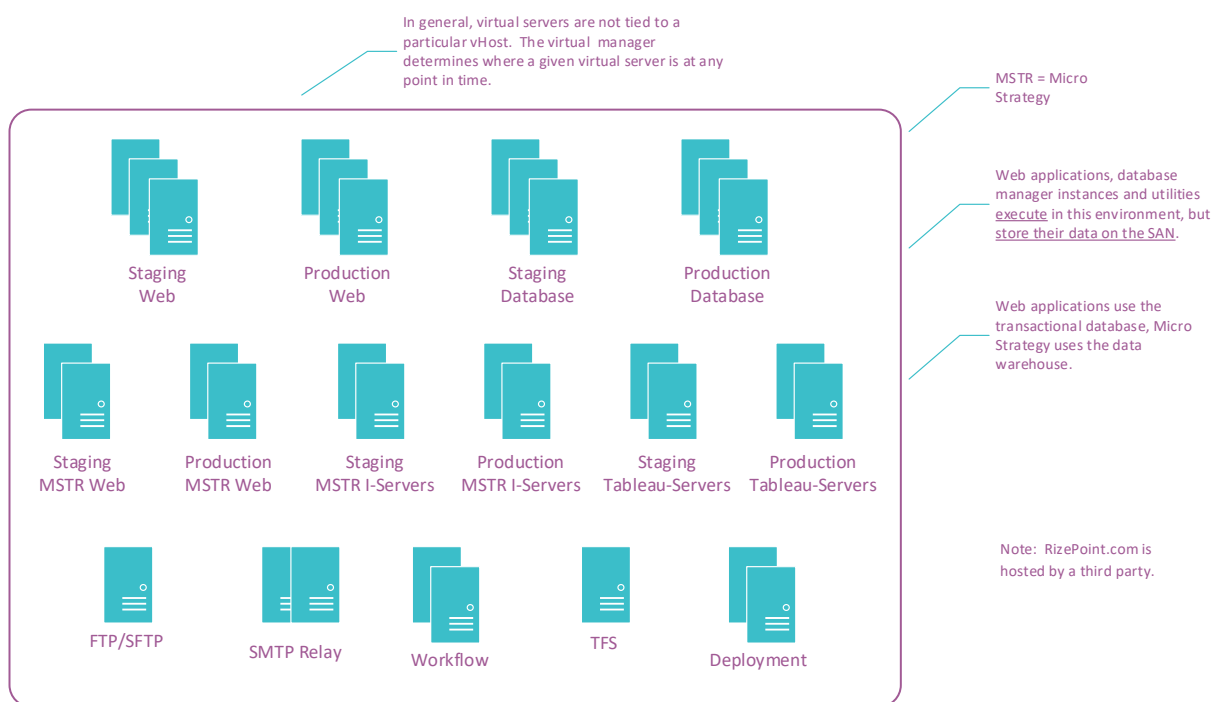 In general, virtual servers are not tied to a
particular vHost.  The virtual  manager
determines where a given virtual server is at any
point in time.
MSTR = Micro
Strategy
Web applications, database
manager instances and utilities
execute in this environment, but
store their data on the SAN.
Web applications use the
transactional database, Micro
Strategy uses the data
warehouse.
Staging
Web
Production
Web
Staging
Database
Production
Database
Staging
MSTR Web
Production
MSTR Web
Staging
MSTR I-Servers
Production
MSTR I-Servers
Staging
Tableau-Servers
Production
Tableau-Servers
Note:  RizePoint.com is
hosted by a third party.
FTP/SFTP
SMTP Relay
Workflow
TFS
Deployment